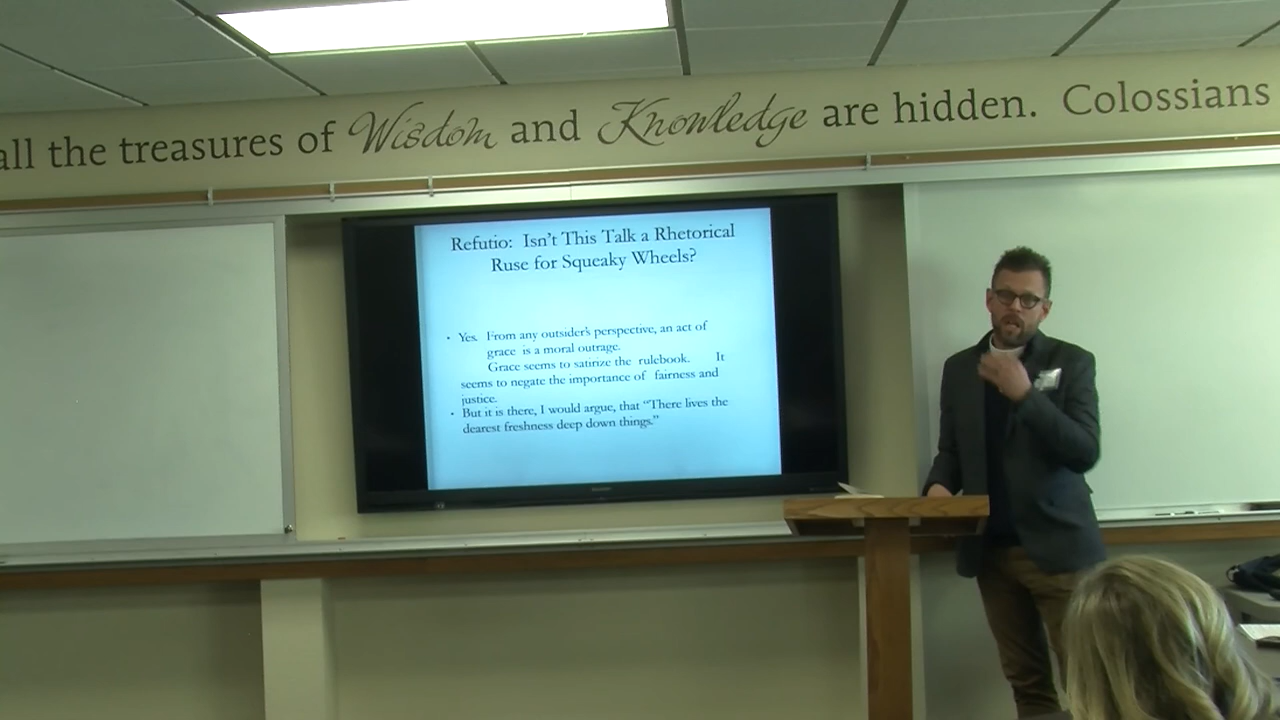 all the treasures of Wisdom and Knowledge are hidden. Colossians
Refutio: Isn't This Talk a Rhetorical
Ruse for Squeaky Wheels?
• Yes. From any outsider's perspective, an act of
grace is a moral outrage.
Grace seems to satirize the rulebook. It
seems to negate the importance of fairness and
justice.
• But it is there, I would argue, that “There lives the
dearest freshness deep down things.”